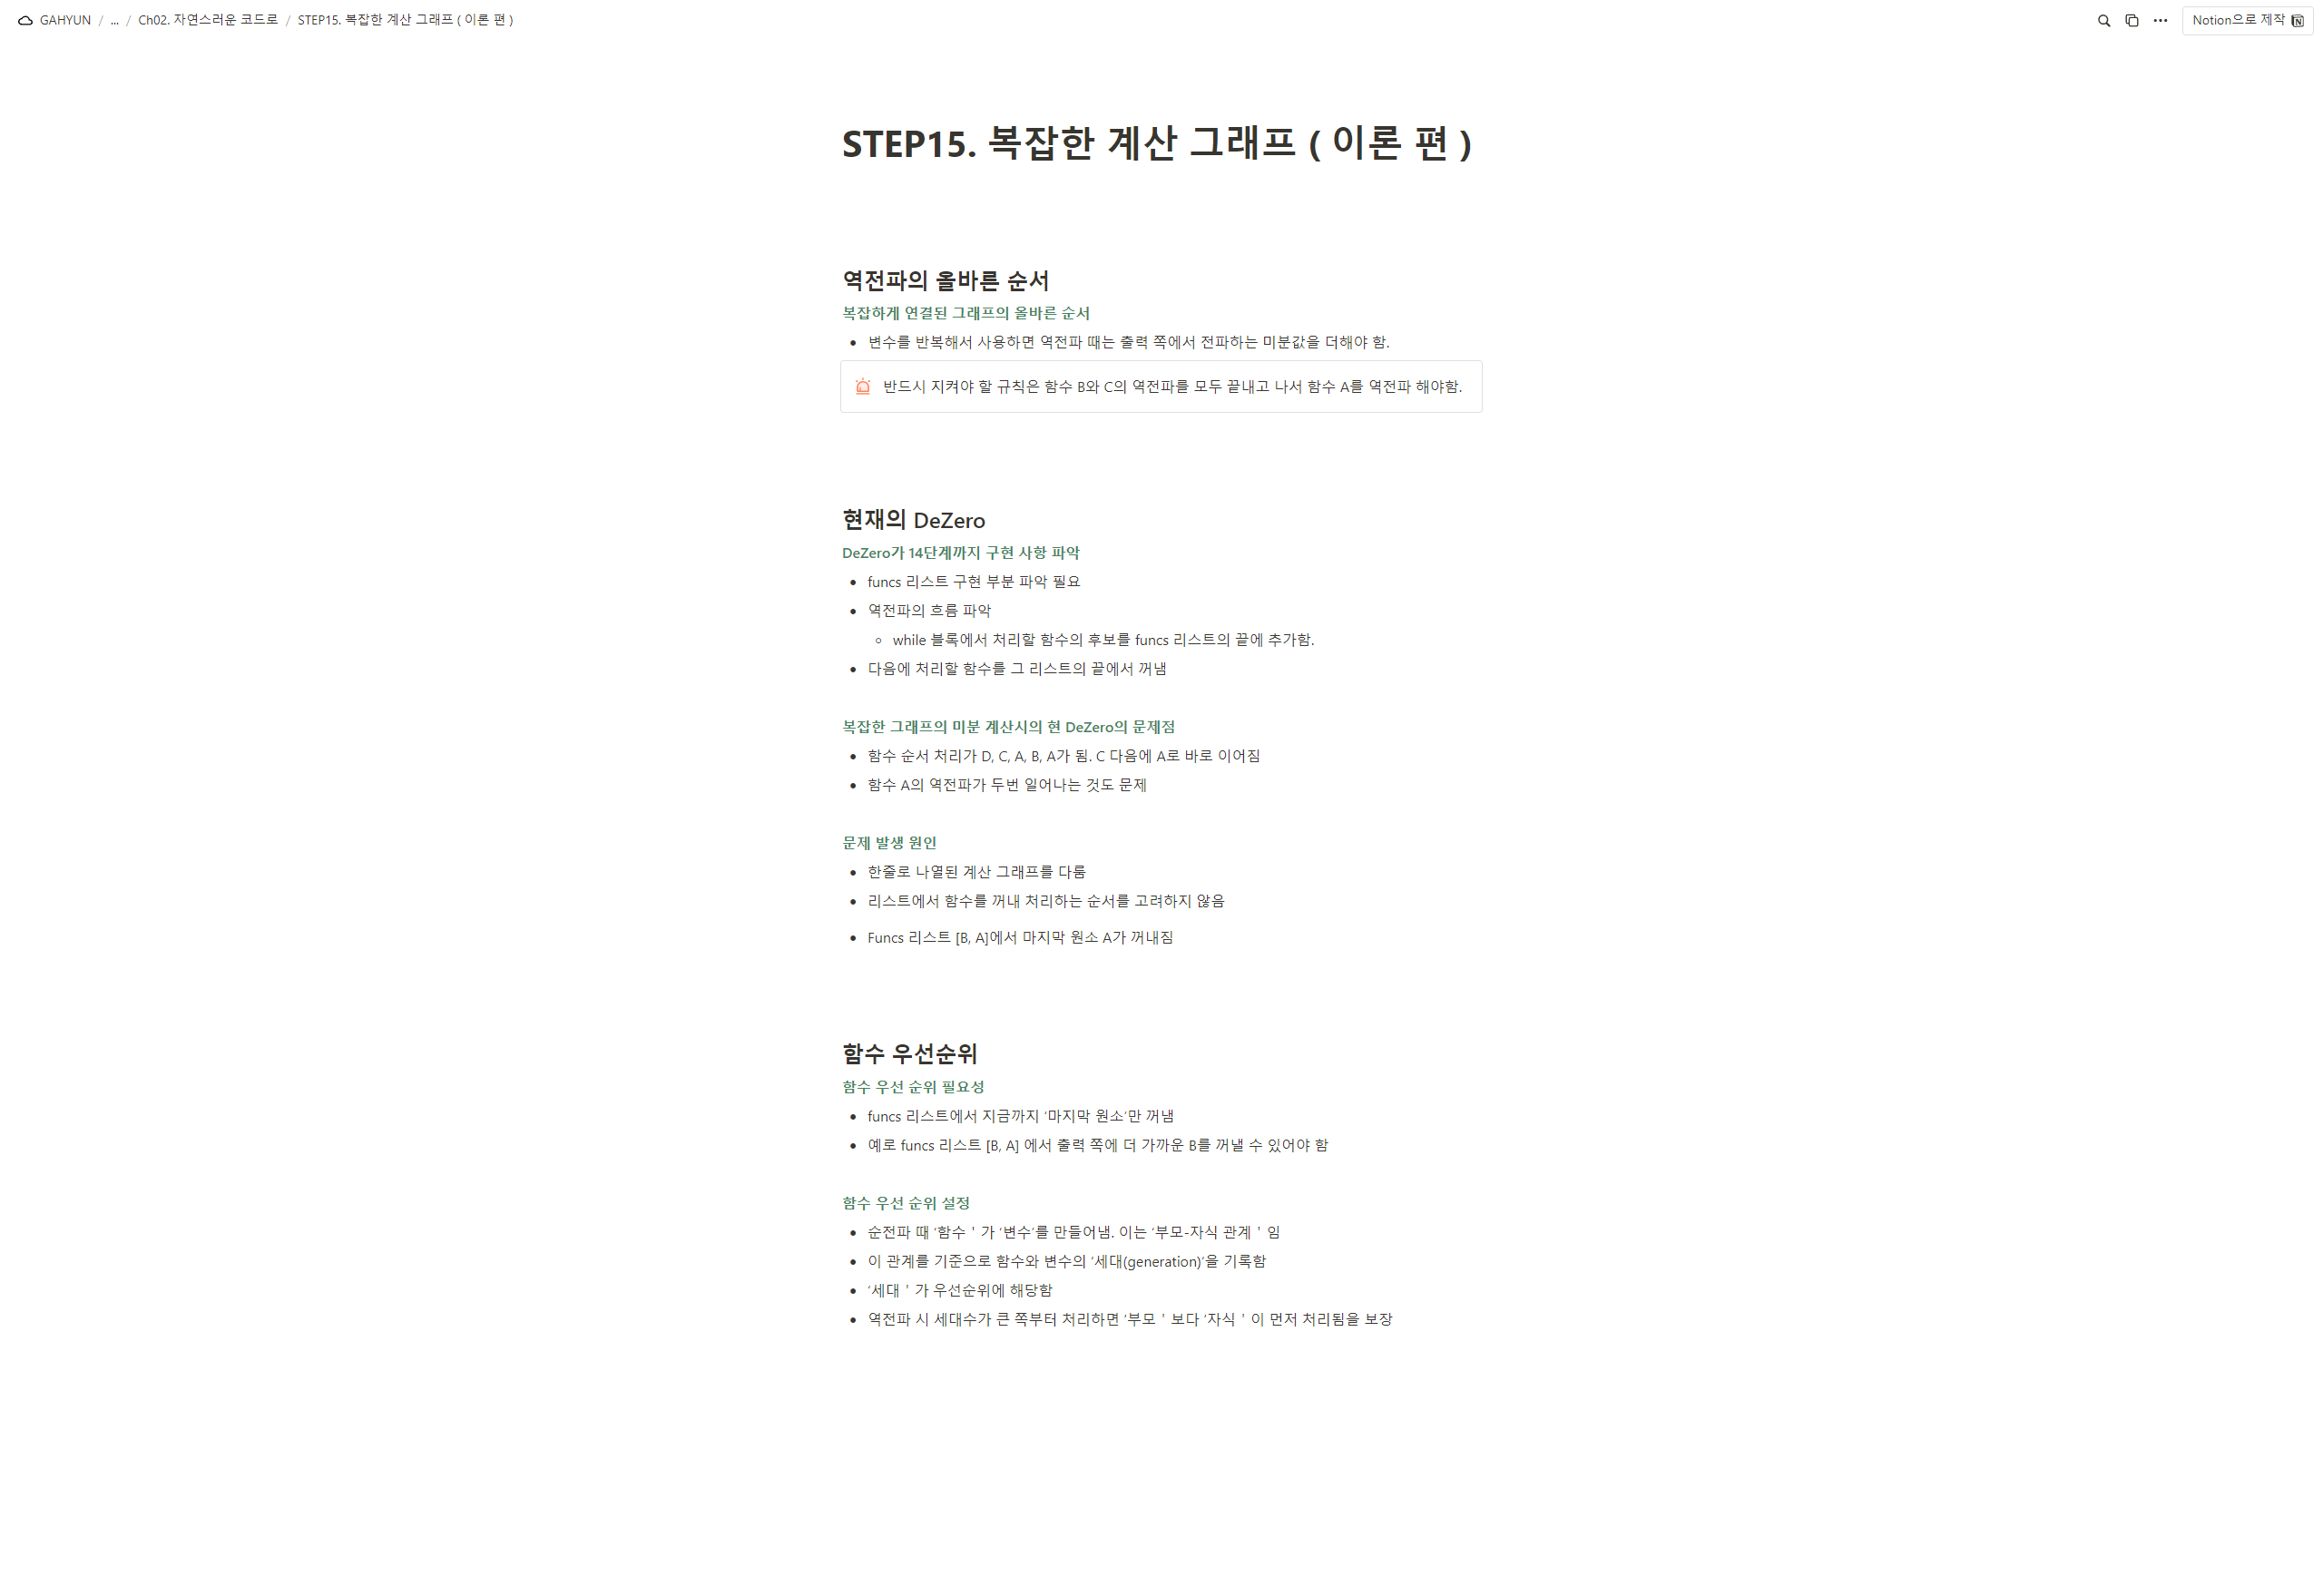 GAHYUN / ... / Ch02. 자연스러운 코드로 / STEP15. 복잡한 계산 그래프 ( 이론 편 )
Notion으로 제작
STEP15. 복잡한 계산 그래프 ( 이론 편 )
역전파의 올바른 순서
복잡하게 연결된 그래프의 올바른 순서
변수를 반복해서 사용하면 역전파 때는 출력 쪽에서 전파하는 미분값을 더해야 함.
반드시 지켜야 할 규칙은 함수 B와 C의 역전파를 모두 끝내고 나서 함수 A를 역전파 해야함.
현재의 DeZero
DeZero가 14단계까지 구현 사항 파악
funcs 리스트 구현 부분 파악 필요
역전파의 흐름 파악
while 블록에서 처리할 함수의 후보를 funcs 리스트의 끝에 추가함.
다음에 처리할 함수를 그 리스트의 끝에서 꺼냄
복잡한 그래프의 미분 계산시의 현 DeZero의 문제점
함수 순서 처리가 D, C, A, B, A가 됨. C 다음에 A로 바로 이어짐
함수 A의 역전파가 두번 일어나는 것도 문제
문제 발생 원인
한줄로 나열된 계산 그래프를 다룸
리스트에서 함수를 꺼내 처리하는 순서를 고려하지 않음
Funcs 리스트 [B, A]에서 마지막 원소 A가 꺼내짐
함수 우선순위
함수 우선 순위 필요성
funcs 리스트에서 지금까지 ‘마지막 원소’만 꺼냄
예로 funcs 리스트 [B, A] 에서 출력 쪽에 더 가까운 B를 꺼낼 수 있어야 함
함수 우선 순위 설정
순전파 때 ‘함수＇가 ‘변수’를 만들어냄. 이는 ‘부모-자식 관계＇임
이 관계를 기준으로 함수와 변수의 ‘세대(generation)’을 기록함
‘세대＇가 우선순위에 해당함
역전파 시 세대수가 큰 쪽부터 처리하면 ‘부모＇보다 ‘자식＇이 먼저 처리됨을 보장